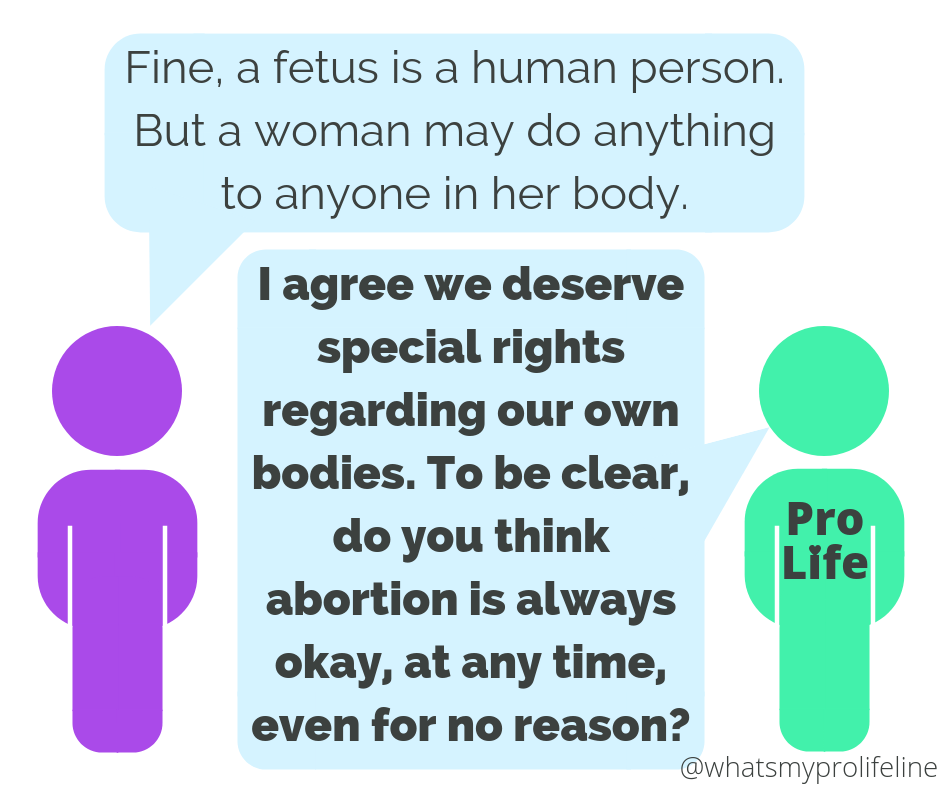 Fine, a fetus is a human person.
But a woman may do anything
to anyone in her body.
I agree we deserve
special rights
regarding our own
bodies. To be clear,
do you think
abortion is always
okay, at any time,
even for no reason?
Pro
Life
@whatsmyprolifeline